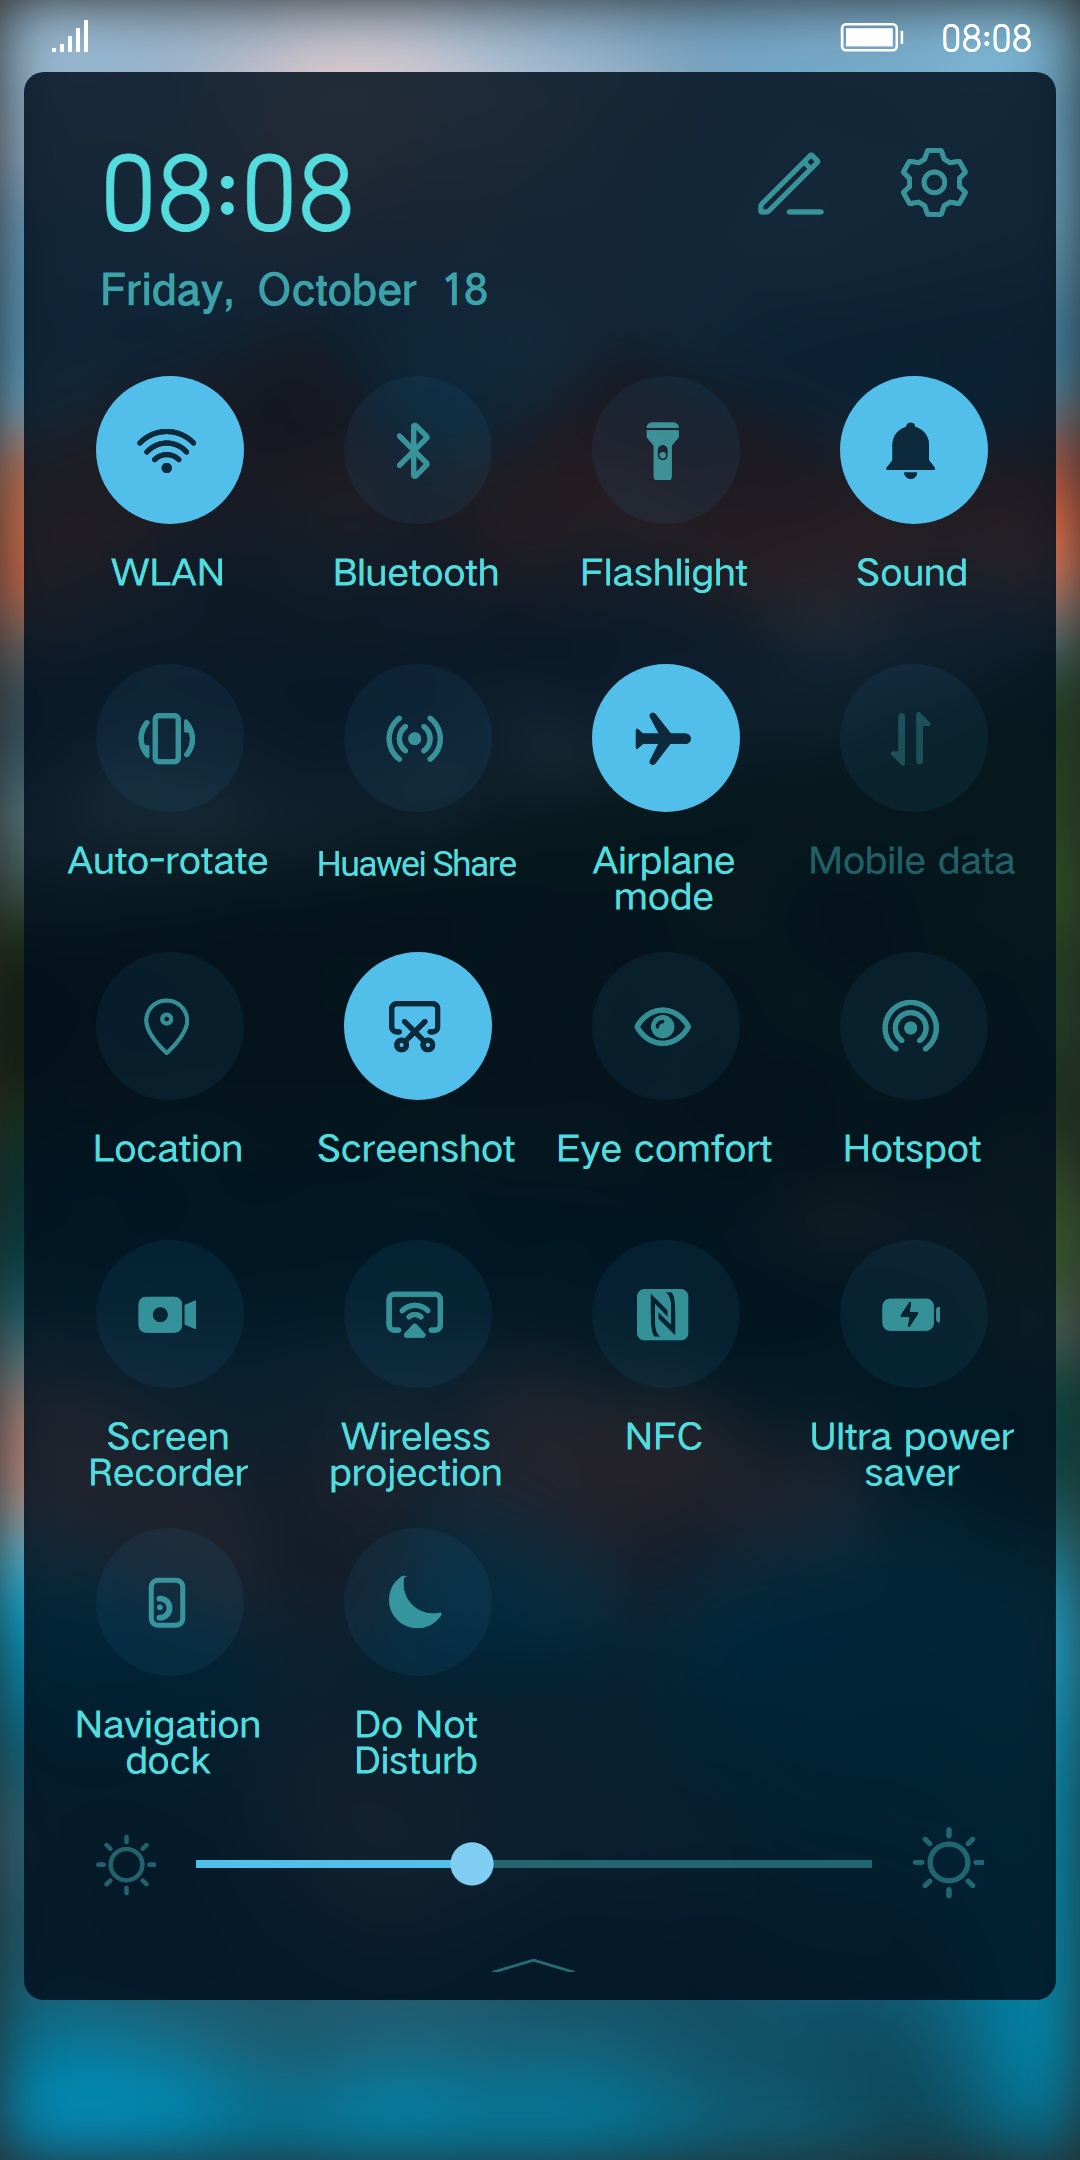 08:08
08:08
Friday, October 18
WLAN
Bluetooth
Flashlight
Sound
Auto-rotate
Huawei Share
Airplane
mode
Mobile data
Location
Screenshot
Eye comfort
Hotspot
Screen
Recorder
Wireless
projection
NFC
Ultra power
saver
Navigation
dock
Do Not
Disturb